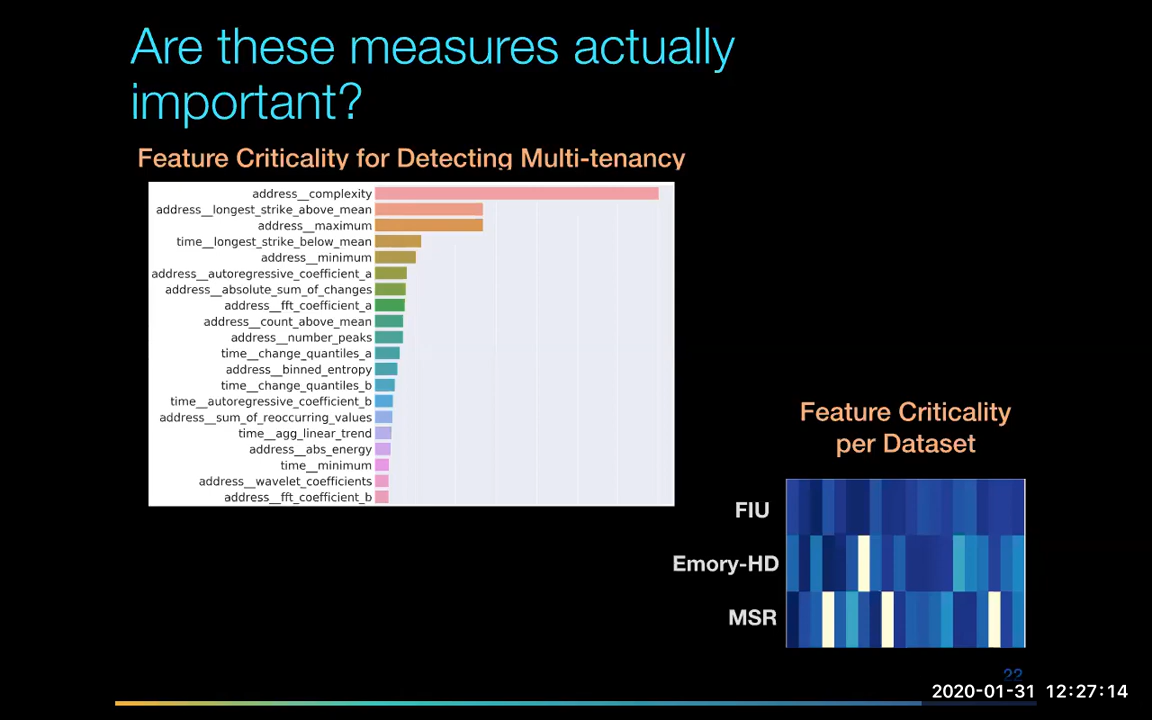 Are these measures actually
important?
Feature Criticality for Detecting Multi-tenancy
address__complexity
address__longest_strike_above_mean
address__maximum
time__longest_strike_below_mean
address__minimum
address__autoregressive_coefficient_a
address__absolute_sum_of_changes
address__fft_coefficient_a
address__count_above_mean
address__number_peaks
time__change_quantiles_a
address__binned_entropy
time__change_quantiles_b
time__autoregressive_coefficient_b
address__sum_of_reoccurring_values
time__agg_linear_trend
address__abs_energy
time__minimum
address__wavelet_coefficients
address__fft_coefficient_b
Feature Criticality
per Dataset
FIU
Emory-HD
MSR
22
2020-01-31 12:27:14